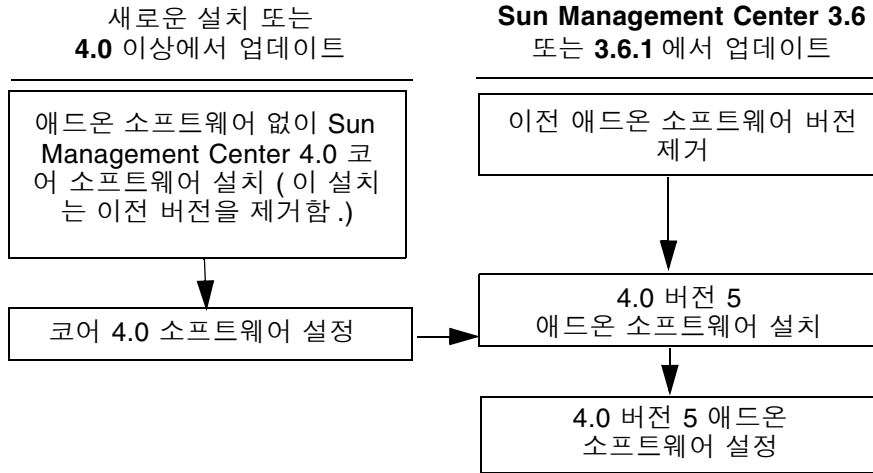 새로운 설치 또는
4.0 이상에서 업데이트
애드온 소프트웨어 없이 Sun
Management Center 4.0 코
어 소프트웨어 설치 ( 이 설치
는 이전 버전을 제거함 .)
코어 4.0 소프트웨어 설정
Sun Management Center 3.6
또는 3.6.1 에서 업데이트
이전 애드온 소프트웨어 버전
제거
4.0 버전 5
애드온 소프트웨어 설치
4.0 버전 5 애드온
소프트웨어 설정